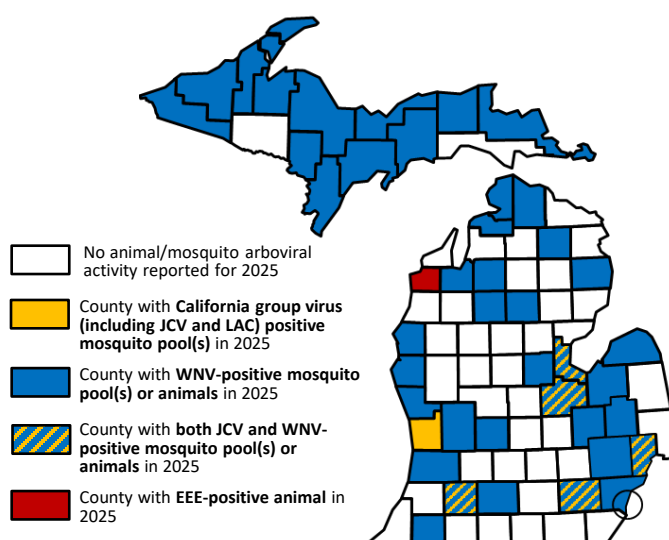 No animal/mosquito arboviral
activity reported for 2025
County with California group virus
(including JCV and LAC) positive
mosquito pool(s) in 2025
County with WNV-positive mosquito
pool(s) or animals in 2025
County with both JCV and WNV-
positive mosquito pool(s) or
animals in 2025
County with EEE-positive animal in
2025